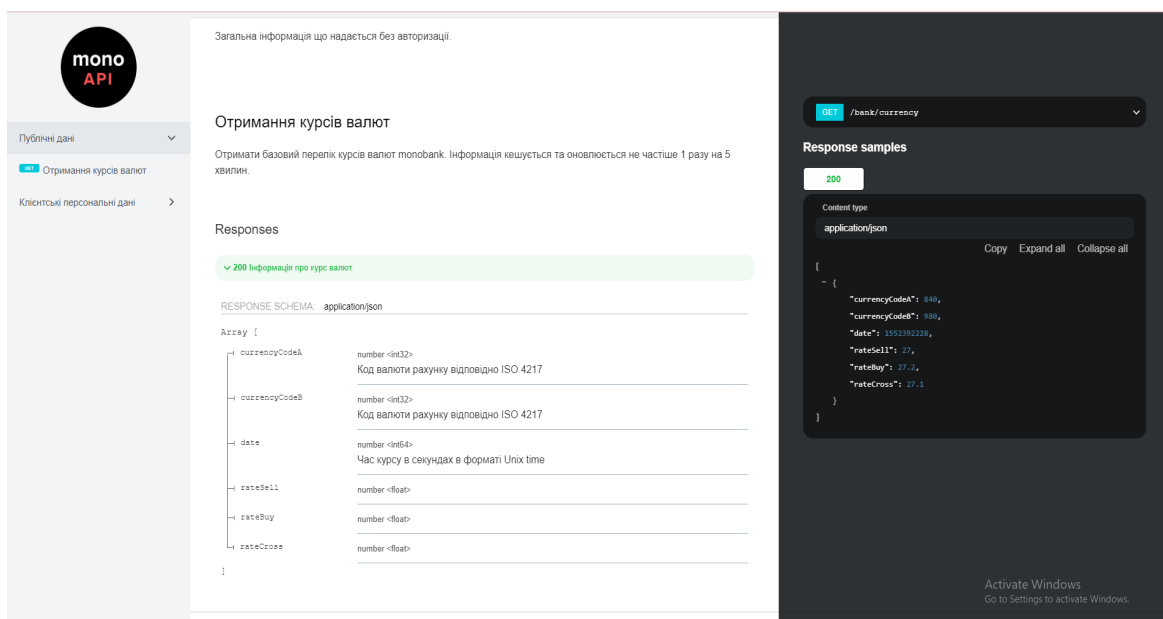 mono
API
Публічні дані
GET Отримання курсів валют
Клієнтські персональні дані
Загальна інформація що надається без авторизації.
Отримання курсів валют
Отримати базовий перелік курсів валют monobank. Інформація кешується та оновлюється не частіше 1 разу на 5
хвилин.
Responses
200 Інформація про курс валют
RESPONSE SCHEMA: application/json
Array [
currencyCodeA number <int32>
Код валюти рахунку відповідно ISO 4217
currencyCodeB number <int32>
Код валюти рахунку відповідно ISO 4217
date number <int64>
Час курсу в секундах в форматі Unix time
rateSell number <float>
rateBuy number <float>
rateCross number <float>
]
GET /bank/currency
Response samples
200
Content type
application/json
Copy Expand all Collapse all
[
- {
"currencyCodeA": 840,
"currencyCodeB": 980,
"date": 1552392228,
"rateSell": 27,
"rateBuy": 27.2,
"rateCross": 27.1
}
]
Activate Windows
Go to Settings to activate Windows.